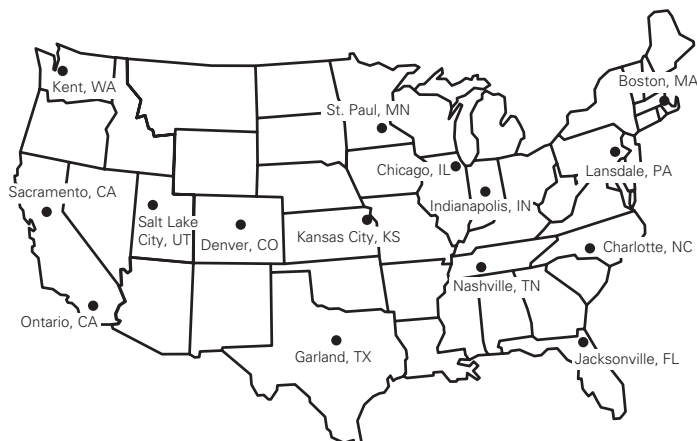 Boston, MA
Kent, WA
St. Paul, MN
Chicago, IL
Lansdale, PA
Sacramento, CA
Indianapolis, IN
Salt Lake
City, UT
Denver, CO
Kansas City, KS
Charlotte, NC
Nashville, TN
Ontario, CA
Garland, TX
Jacksonville, FL